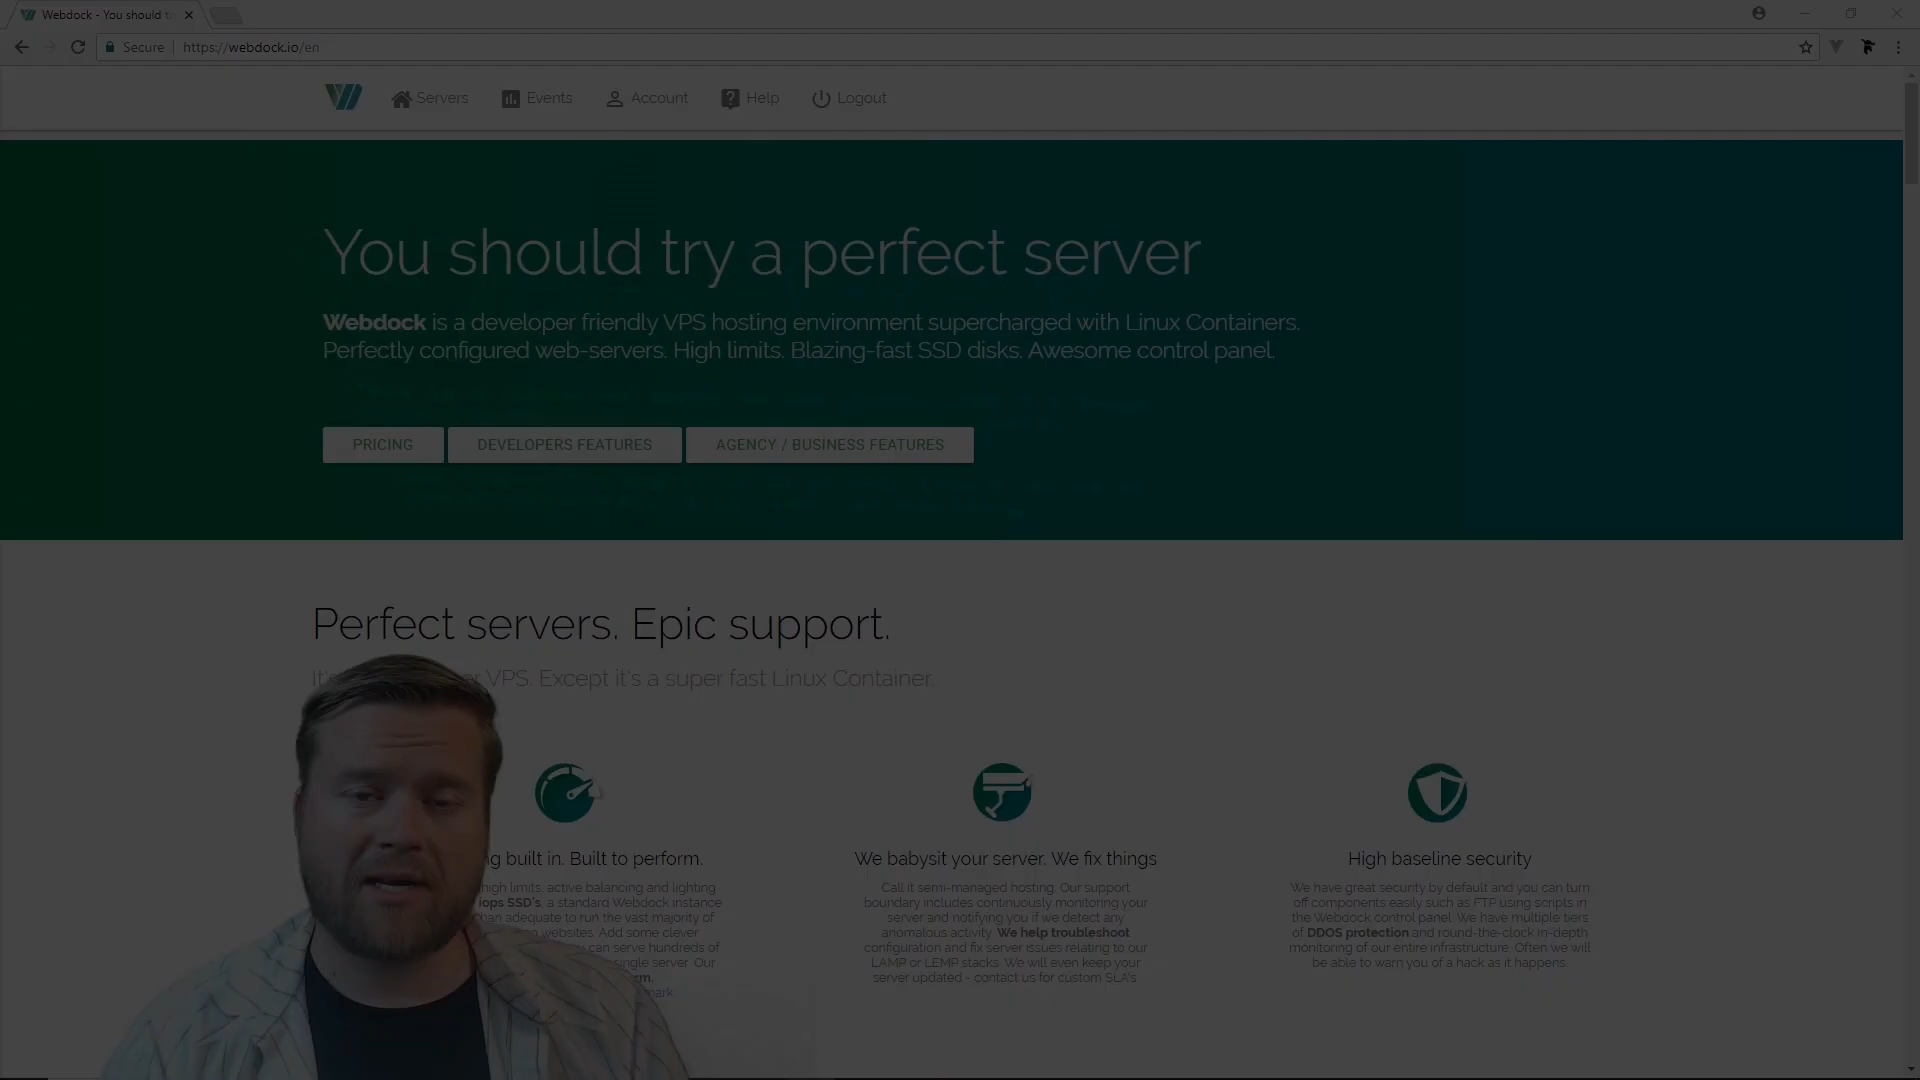 Webdock - You should t
Secure
https://webdock.io/en
Servers
Events
Account
Help
Logout
You should try a perfect server
Webdock is a developer friendly VPS hosting environment supercharged with Linux Containers.
Perfectly configured web-servers. High limits. Blazing-fast SSD disks. Awesome control panel.
PRICING
DEVELOPERS FEATURES
AGENCY / BUSINESS FEATURES
Perfect servers. Epic support.
It's VPS. Except it's a super fast Linux Container.
built in. Built to perform.
high limits, active balancing and lighting
iops SSD's, a standard Webdock instance
adequate to run the vast majority of
websites. Add some clever
can serve hundreds of
single server. Our
We babysit your server. We fix things
Call it semi-managed hosting. Our support
boundary includes continuously monitoring your
server and notifying you if we detect any
anomalous activity. We help troubleshoot
configuration and fix server issues relating to our
LAMP or LEMP stacks. We will even keep your
server updated - contact us for custom SLA's
High baseline security
We have great security by default and you can turn
off components easily such as FTP using scripts in
the Webdock control panel. We have multiple tiers
of DDOS protection and round-the-clock in-depth
monitoring of our entire infrastructure. Often we will
be able to warn you of a hack as it happens.